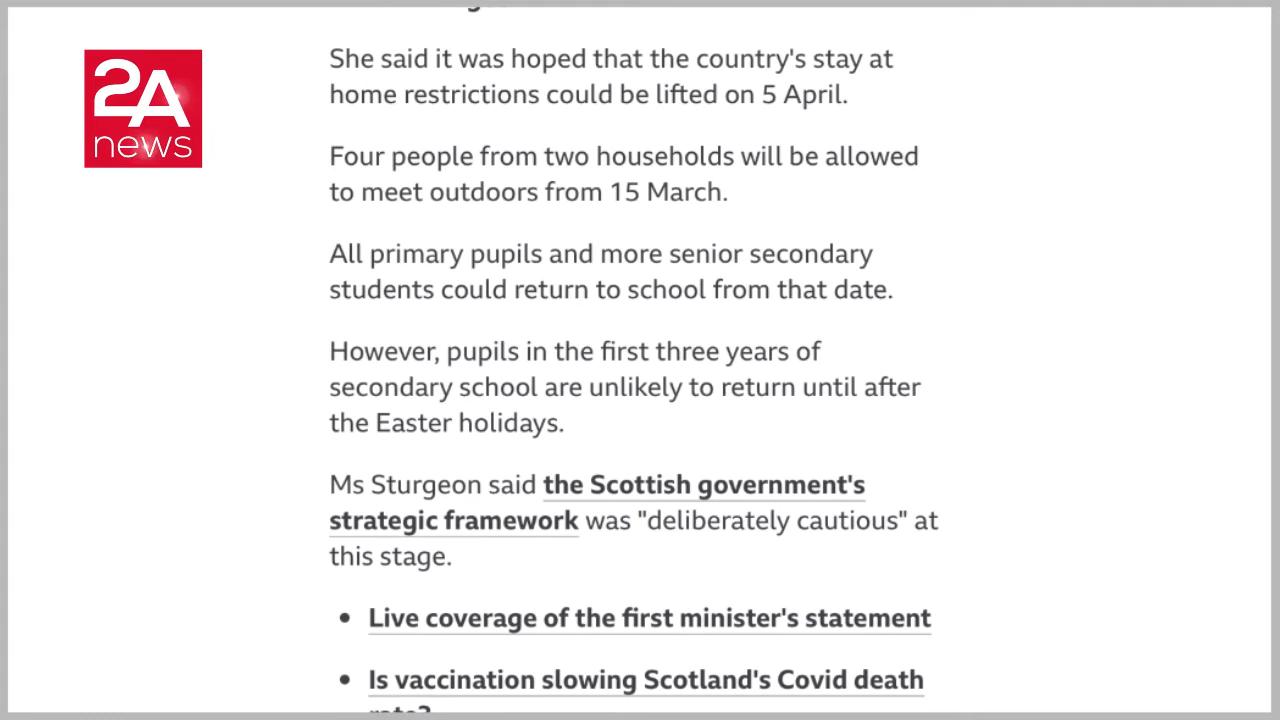 2A
news
She said it was hoped that the country's stay at
home restrictions could be lifted on 5 April.
Four people from two households will be allowed
to meet outdoors from 15 March.
All primary pupils and more senior secondary
students could return to school from that date.
However, pupils in the first three years of
secondary school are unlikely to return until after
the Easter holidays.
Ms Sturgeon said the Scottish government's
strategic framework was "deliberately cautious" at
this stage.
• Live coverage of the first minister's statement
• Is vaccination slowing Scotland's Covid death
rate?